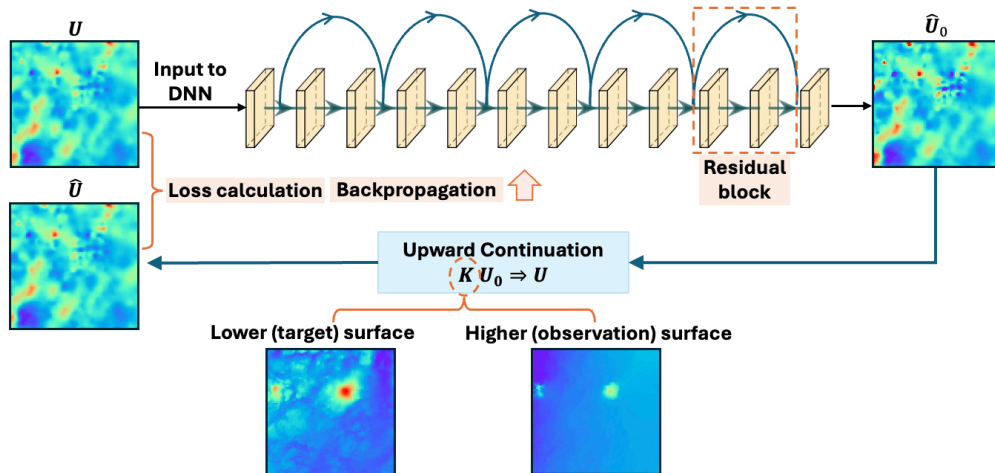 U
Û₀
Input to
DNN
Û
Loss calculation
Backpropagation
Residual
block
Upward Continuation
K U₀ ⇒ U
Lower (target) surface
Higher (observation) surface